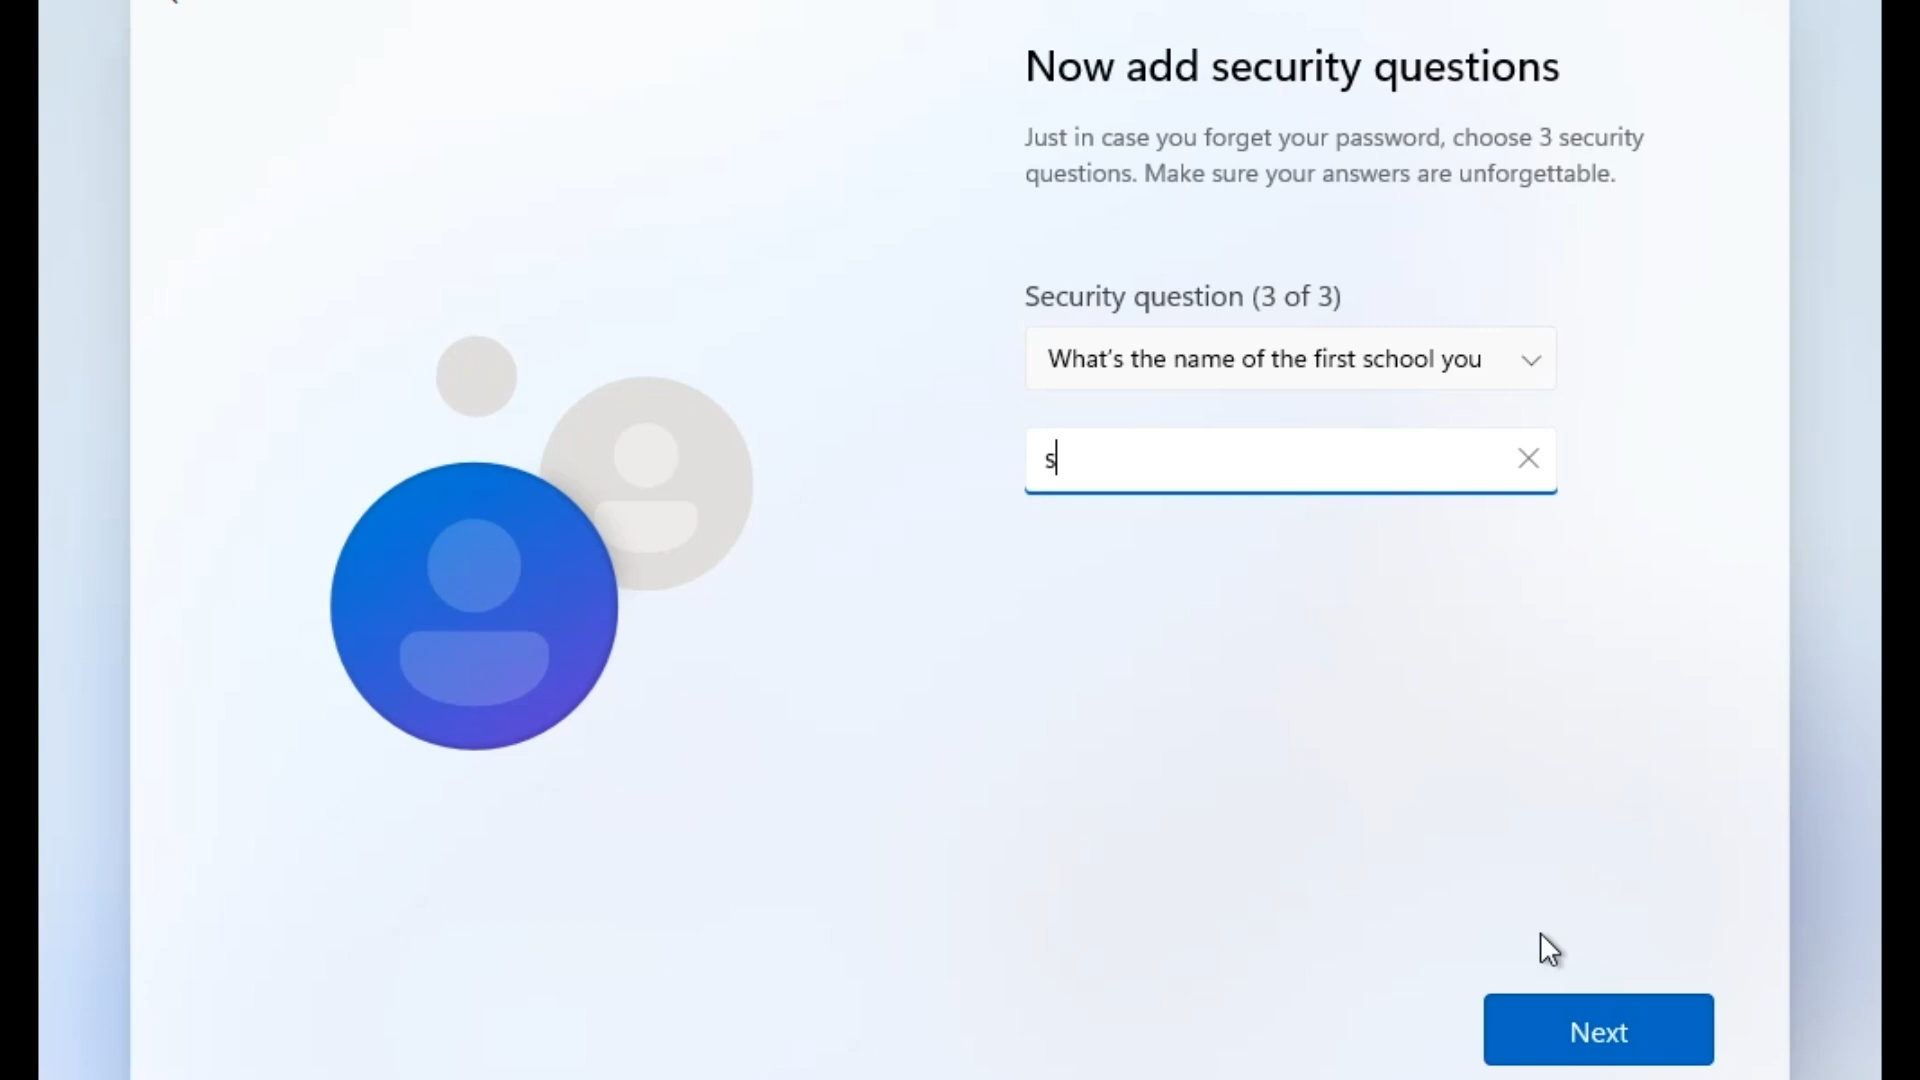 Now add security questions
Just in case you forget your password, choose 3 security
questions. Make sure your answers are unforgettable.
Security question (3 of 3)
What's the name of the first school you
s
Next